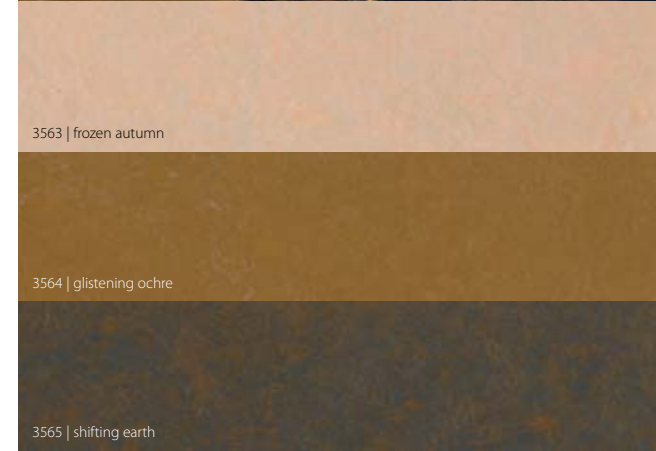 3563 | frozen autumn
3564 | glistening ochre
3565 | shifting earth